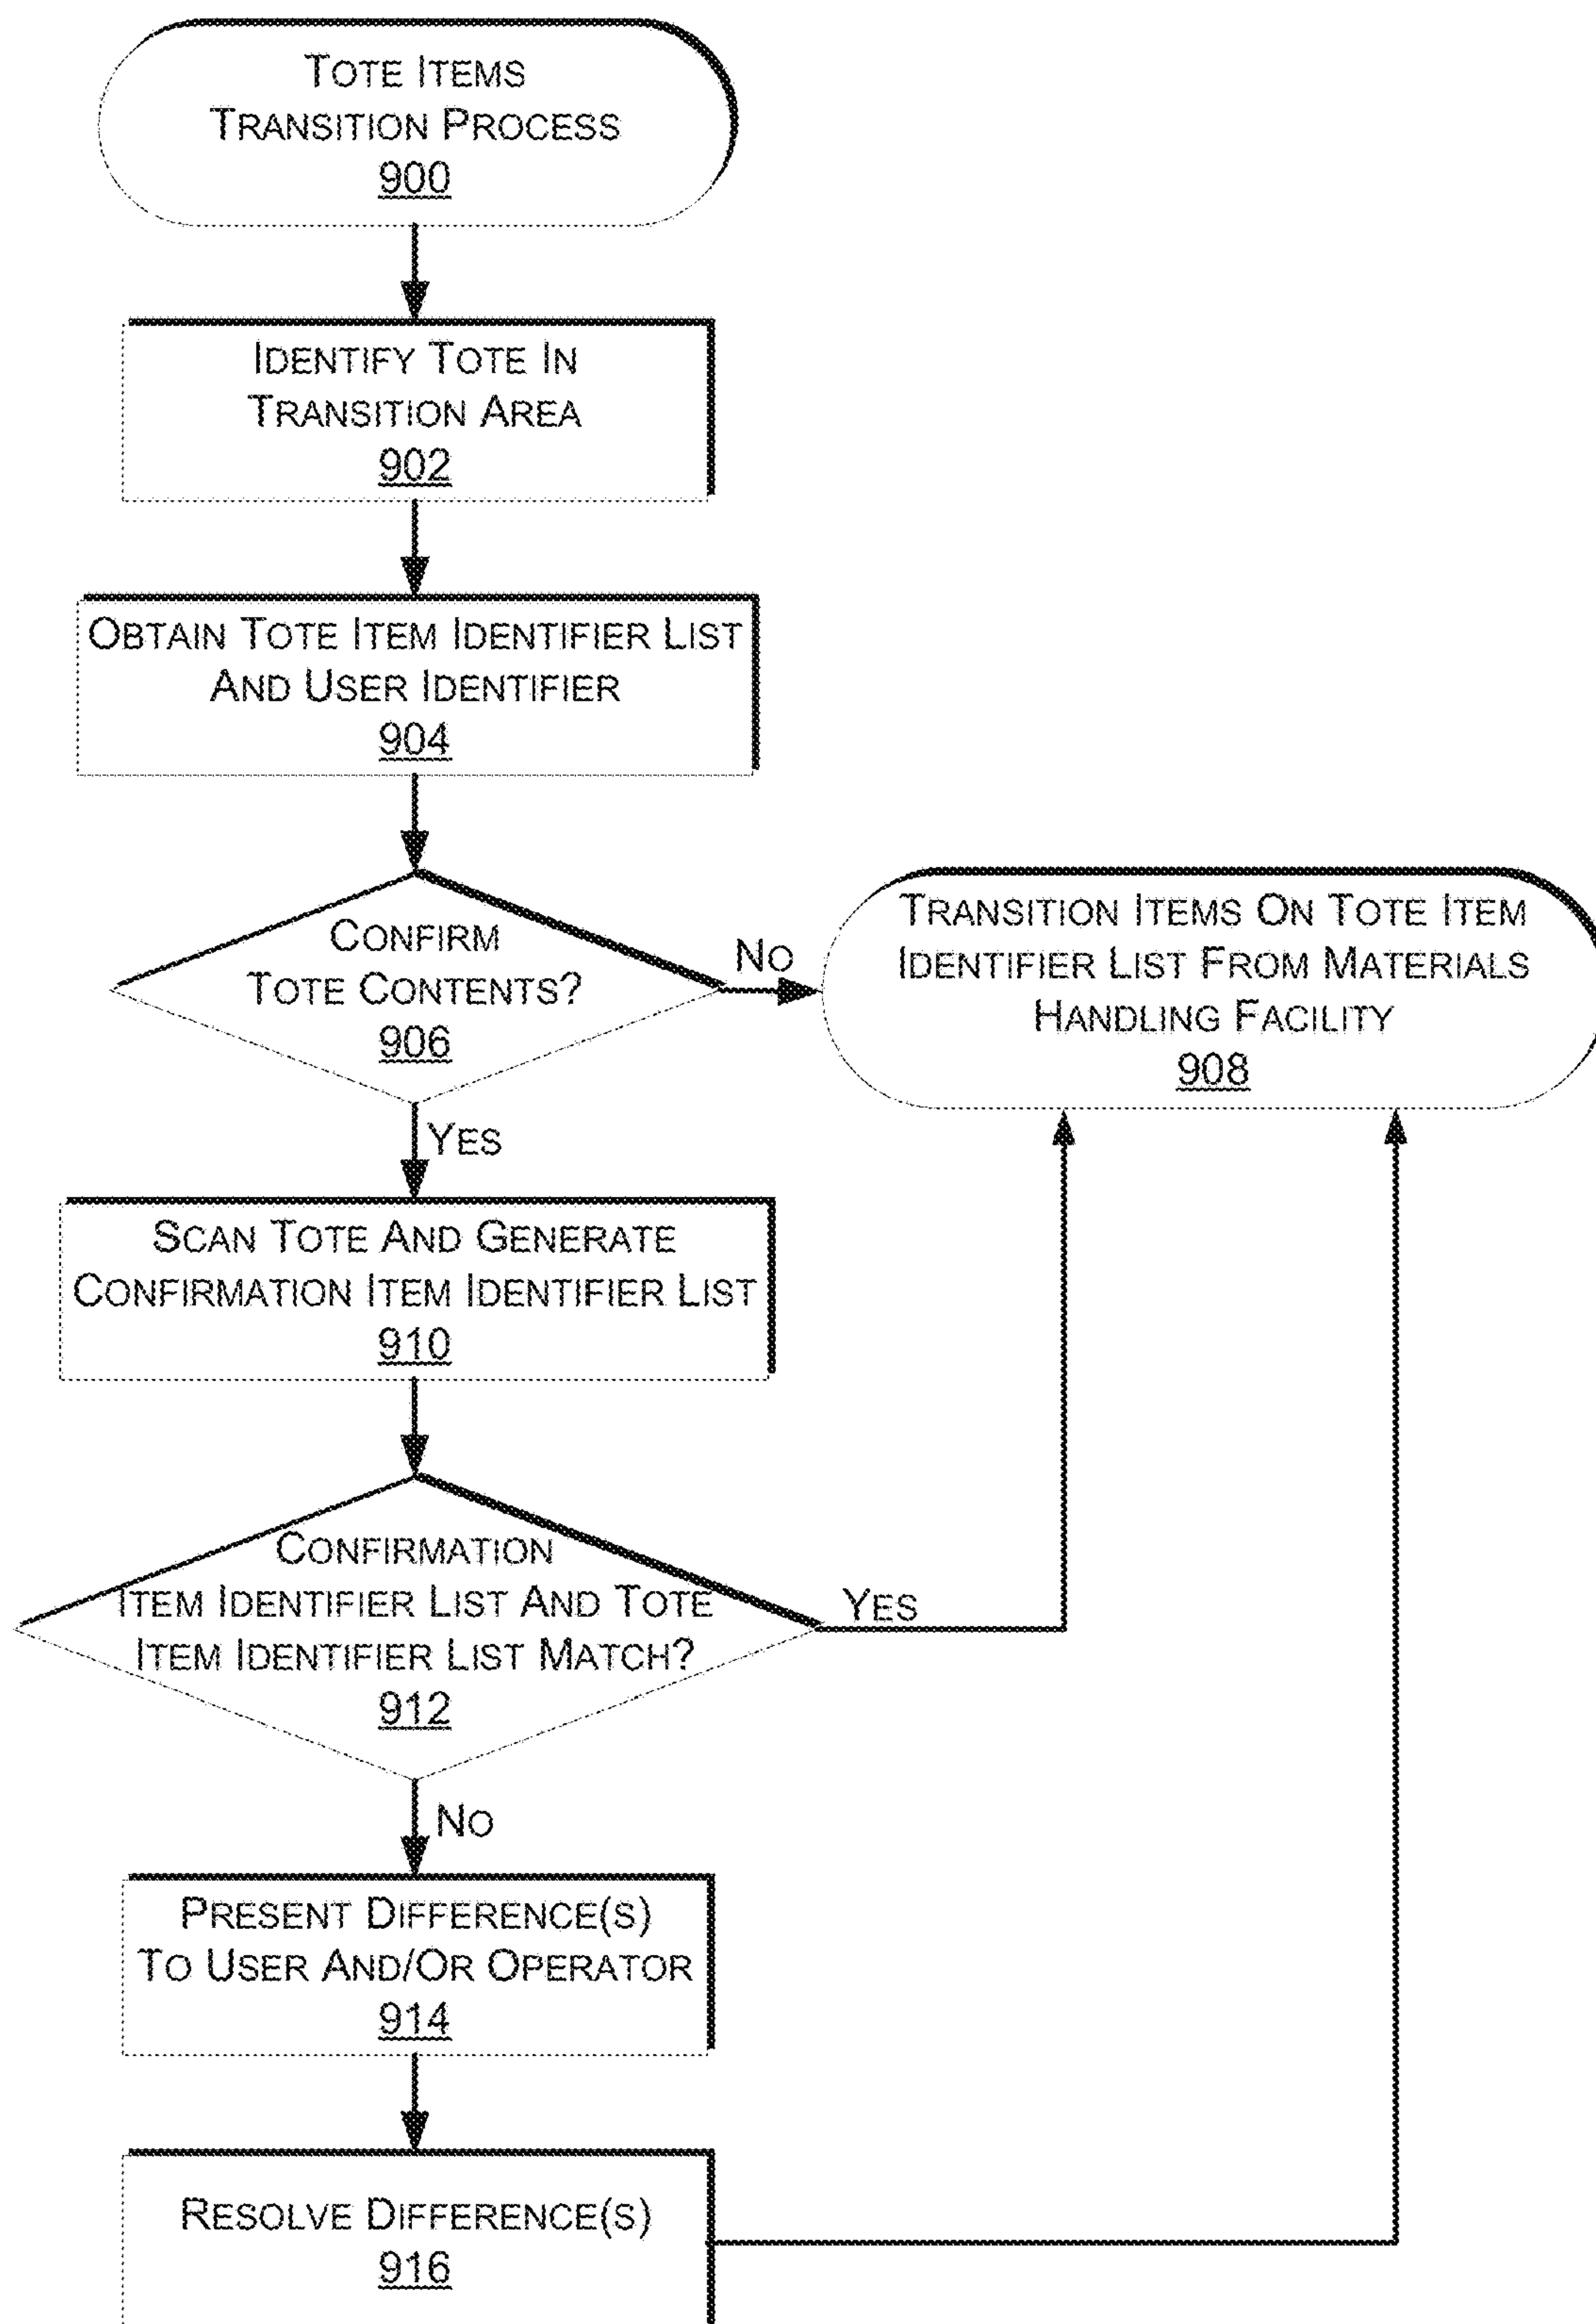 TOTE ITEMS
TRANSITION PROCESS
900
IDENTIFY TOTE IN
TRANSITION AREA
902
OBTAIN TOTE ITEM IDENTIFIER LIST
AND USER IDENTIFIER
904
CONFIRM
TOTE CONTENTS?
906
NO
TRANSITION ITEMS ON TOTE ITEM
IDENTIFIER LIST FROM MATERIALS
HANDLING FACILITY
908
YES
SCAN TOTE AND GENERATE
CONFIRMATION ITEM IDENTIFIER LIST
910
CONFIRMATION
ITEM IDENTIFIER LIST AND TOTE
ITEM IDENTIFIER LIST MATCH?
912
YES
NO
PRESENT DIFFERENCE(S)
TO USER AND/OR OPERATOR
914
RESOLVE DIFFERENCE(S)
916